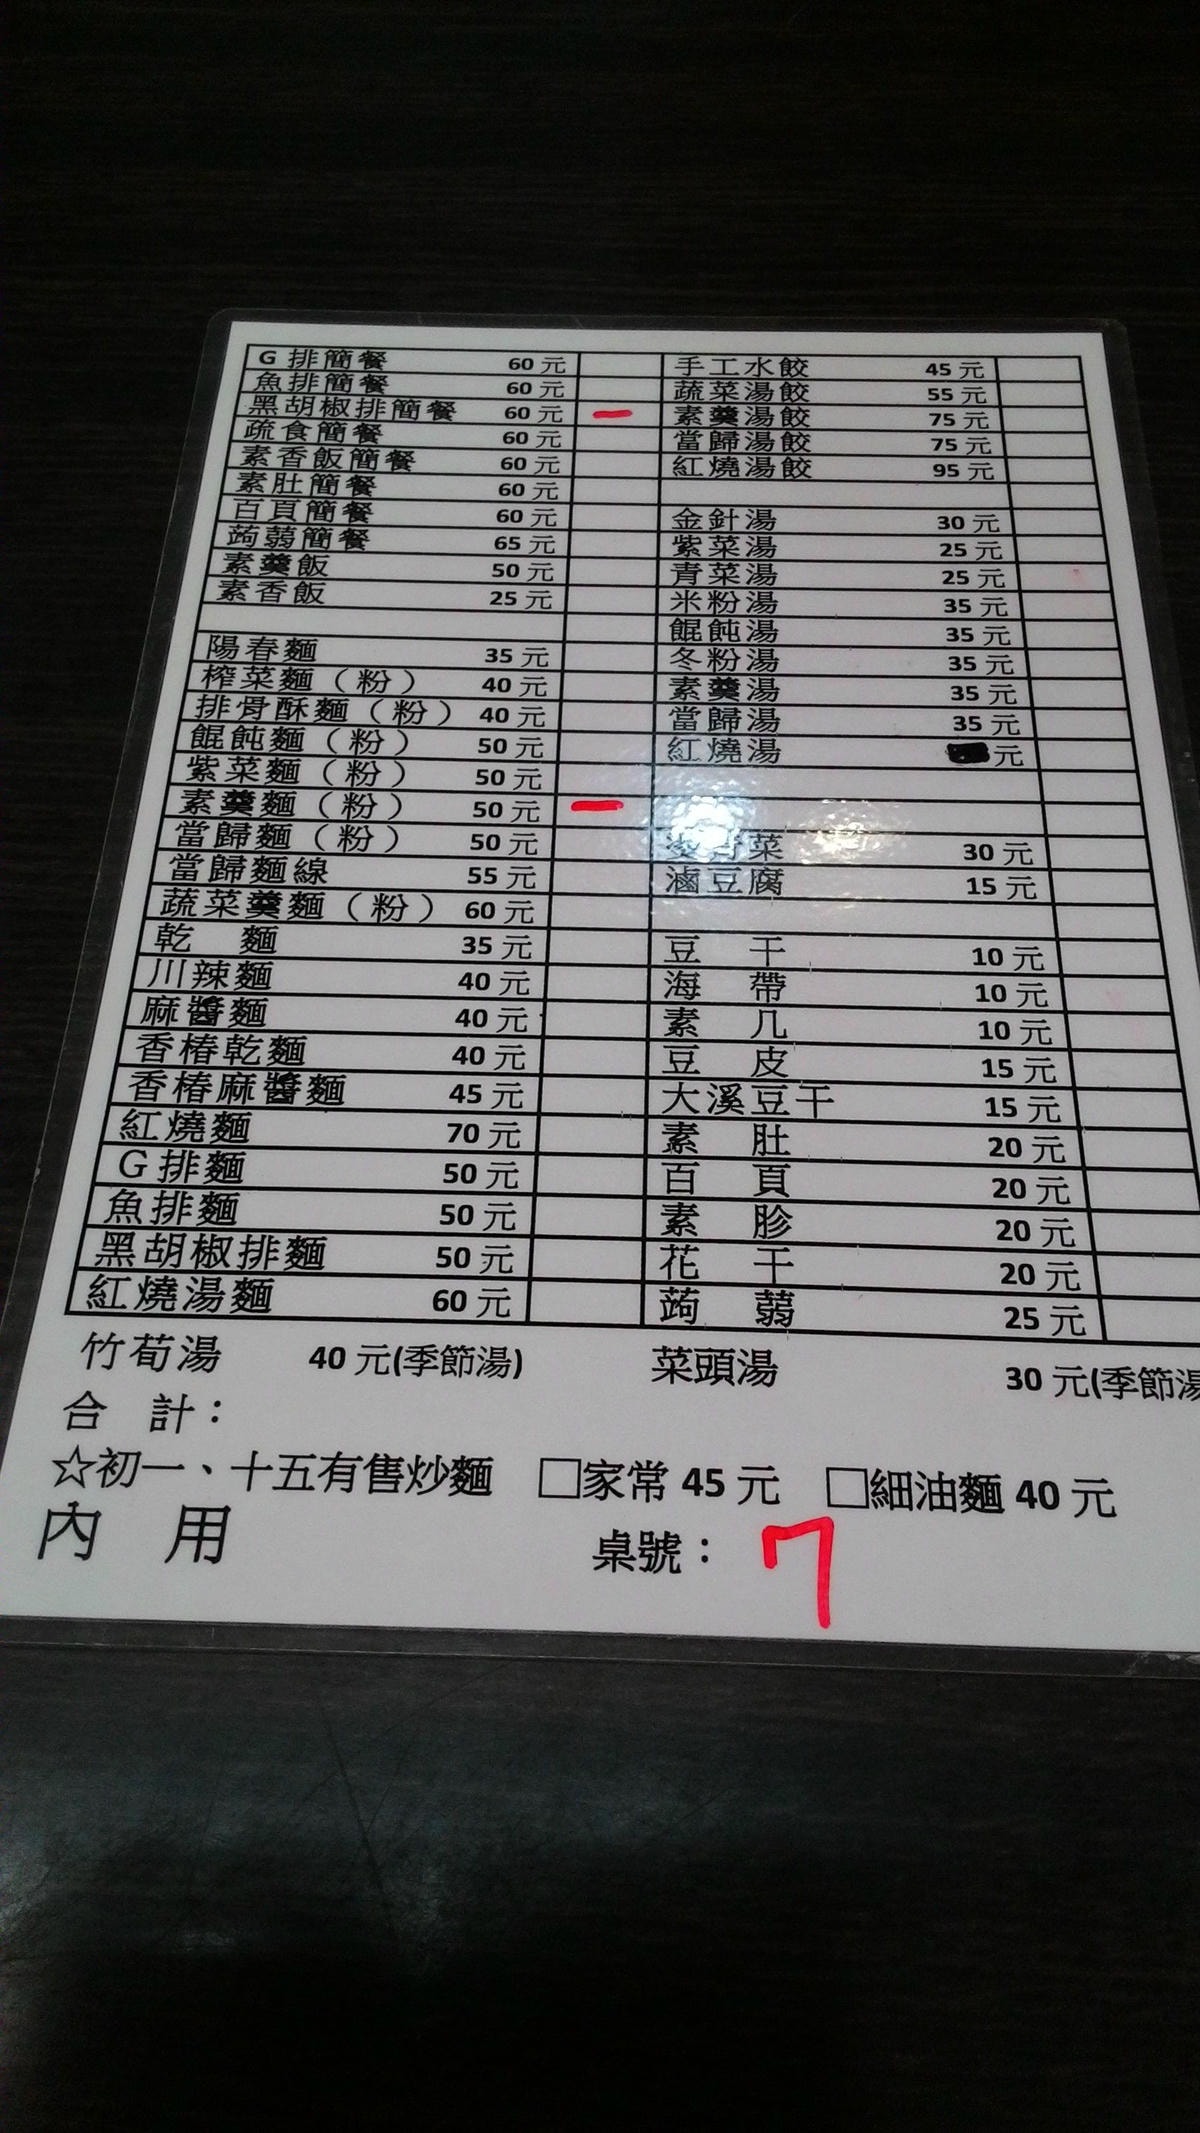 G排簡餐 60元
魚排簡餐 60元
黑胡椒排簡餐 60元 一
疏食簡餐 60元
素香飯簡餐 60元
素肚簡餐 60元
百頁簡餐 60元
蒟蒻簡餐 65元
素羹飯 50元
素香飯 25元
陽春麵 35元
榨菜麵（粉） 40元
排骨酥麵（粉） 40元
餛飩麵（粉） 50元
紫菜麵（粉） 50元
素羹麵（粉） 50元 一
當歸麵（粉） 50元
當歸麵線 55元
蔬菜羹麵（粉） 60元
乾 麵 35元
川辣麵 40元
麻醬麵 40元
香椿乾麵 40元
香椿麻醬麵 45元
紅燒麵 70元
G排麵 50元
魚排麵 50元
黑胡椒排麵 50元
紅燒湯麵 60元
手工水餃 45元
蔬菜湯餃 55元
素羹湯餃 75元
當歸湯餃 75元
紅燒湯餃 95元
金針湯 30元
紫菜湯 25元
青菜湯 25元
米粉湯 35元
餛飩湯 35元
冬粉湯 35元
素羹湯 35元
當歸湯 35元
紅燒湯 元
青菜 30元
滷豆腐 15元
豆 干 10元
海 帶 10元
素 几 10元
豆 皮 15元
大溪豆干 15元
素 肚 20元
百 頁 20元
素 胗 20元
花 干 20元
蒟 蒻 25元
竹荀湯 40元(季節湯) 菜頭湯 30元(季節湯
合 計：
☆初一、十五有售炒麵 □家常45元 □細油麵40元
內 用 桌號：7